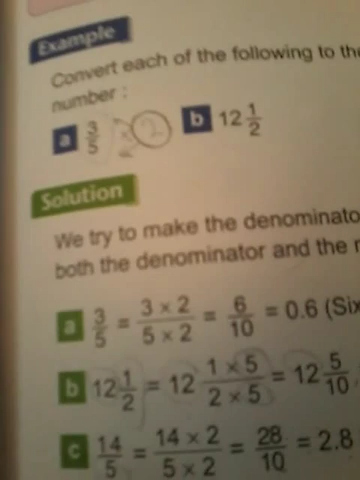 Example
Convert each of the following to the
number :
a 3/5 b 12 1/2
Solution
We try to make the
both the denominator and the
a 3/5 = 3 × 2 / 5 × 2 = 6/10 = 0.6 (Six
b 12 1/2 = 12 1 × 5 / 2 × 5 = 12 5/10
c 14/5 = 14 × 2 / 5 × 2 = 28/10 = 2.8